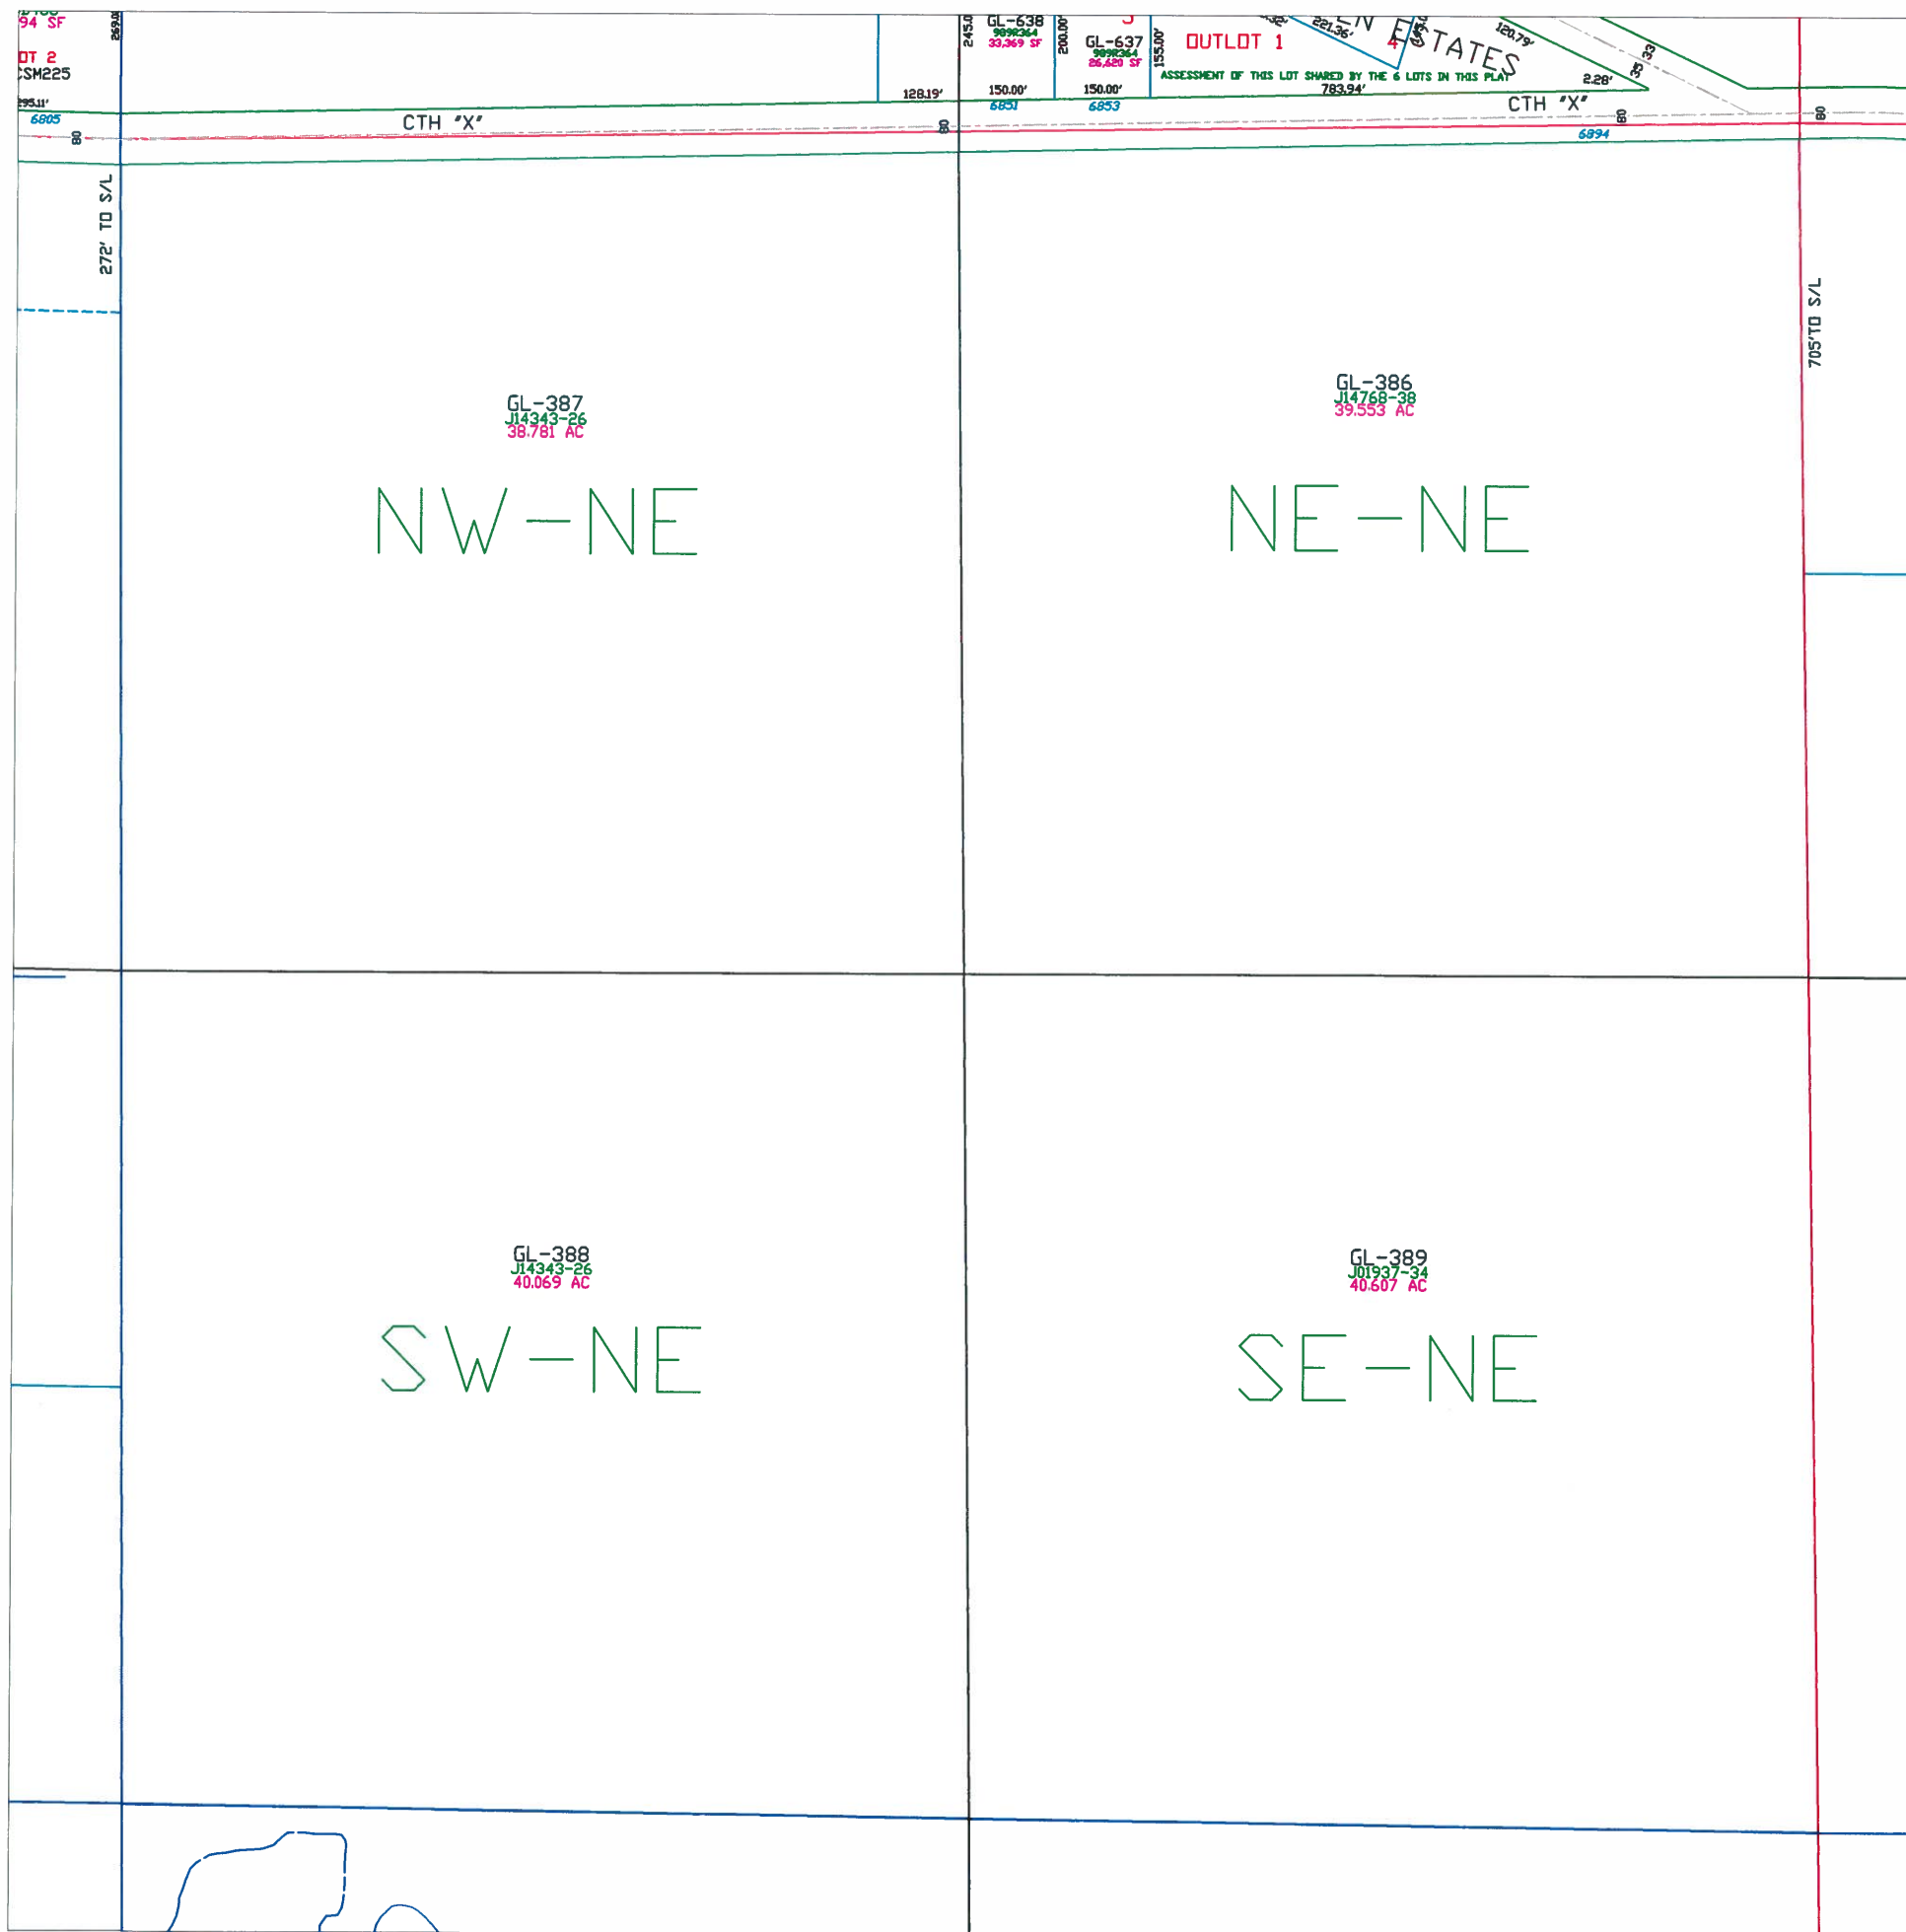 94 SF
OT 2
CSM225
295.11'
6805
80
272' TO S/L
CTH "X"
128.19'
245.0
80
GL-638
989R364
33,369 SF
150.00'
6851
200.00'
GL-637
989R364
26,620 SF
150.00'
6853
155.00'
OUTLOT 1
ASSESSMENT OF THIS LOT SHARED BY THE 6 LOTS IN THIS PLAT
783.94'
221.36'
4
EN ESTATES
120.79'
2.28'
35
33
CTH "X"
80
6894
80
705'TO S/L
GL-387
J14343-26
38.781 AC
NW-NE
GL-386
J14768-38
39.553 AC
NE-NE
GL-388
J14343-26
40.069 AC
SW-NE
GL-389
J01937-34
40.607 AC
SE-NE